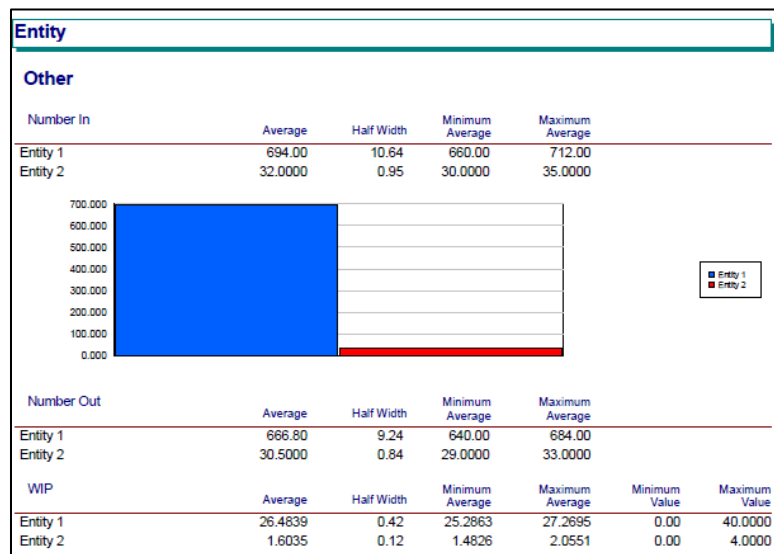 Entity
Other
Number In Average Half Width Minimum Average Maximum Average
Entity 1 694.00 10.64 660.00 712.00
Entity 2 32.0000 0.95 30.0000 35.0000
700.000
600.000
500.000
400.000
300.000
200.000
100.000
0.000
Entity 1
Entity 2
Number Out Average Half Width Minimum Average Maximum Average
Entity 1 666.80 9.24 640.00 684.00
Entity 2 30.5000 0.84 29.0000 33.0000
WIP Average Half Width Minimum Average Maximum Average Minimum Value Maximum Value
Entity 1 26.4839 0.42 25.2863 27.2695 0.00 40.0000
Entity 2 1.6035 0.12 1.4826 2.0551 0.00 4.0000